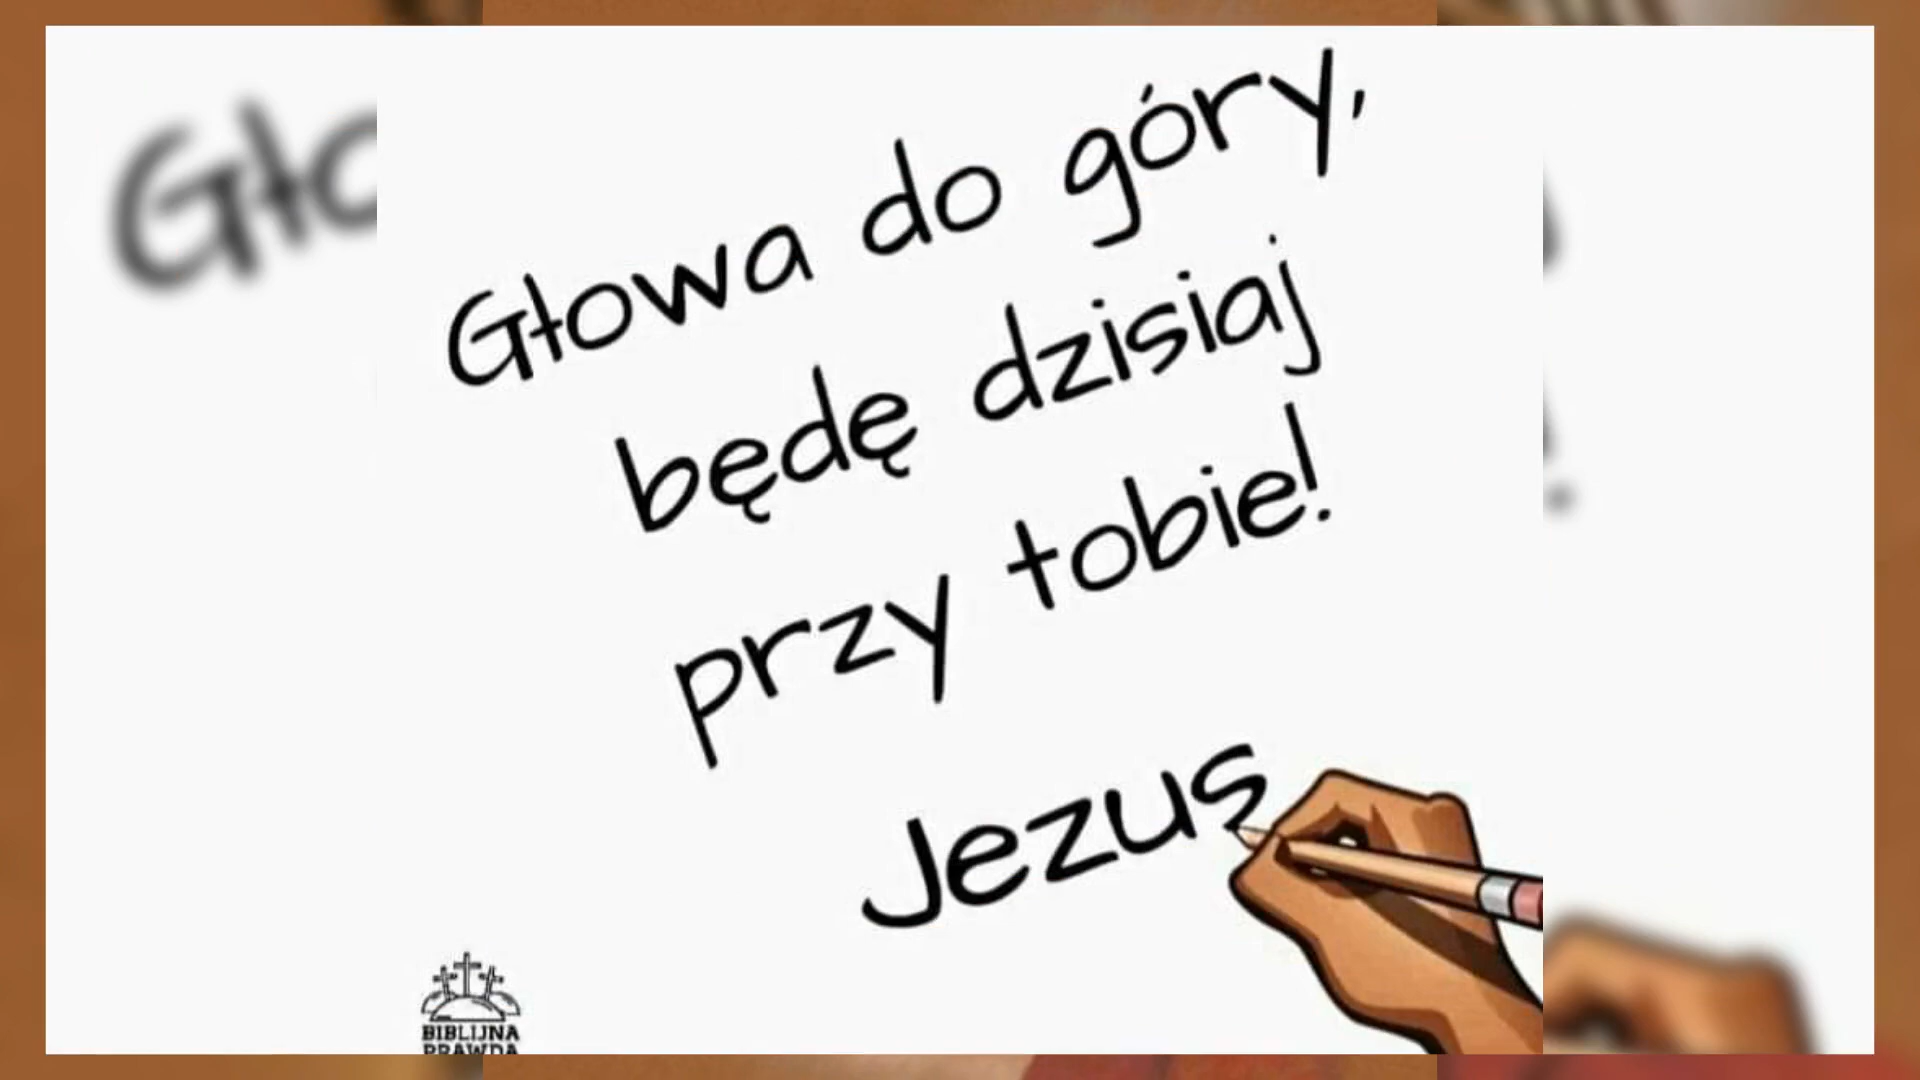 Głowa do góry,
będę dzisiaj
przy tobie!
Jezus
BIBLIJNA
PRAWDA